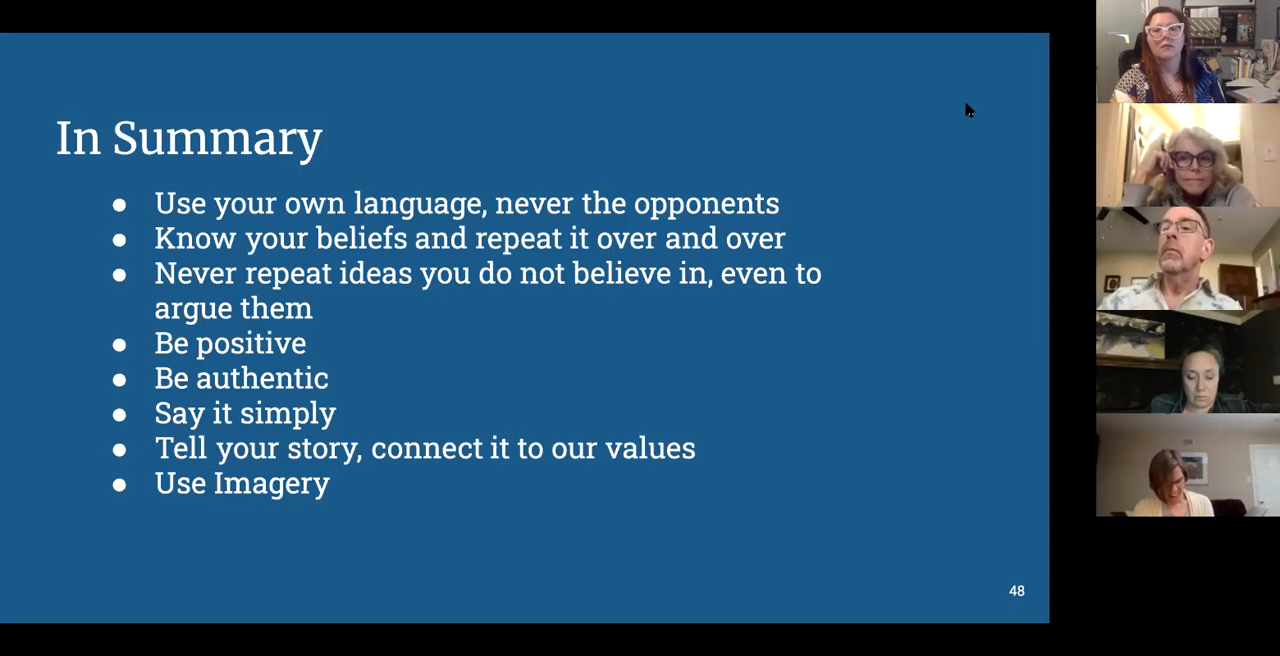 In Summary
● Use your own language, never the opponents
● Know your beliefs and repeat it over and over
● Never repeat ideas you do not believe in, even to
argue them
● Be positive
● Be authentic
● Say it simply
● Tell your story, connect it to our values
● Use Imagery
48